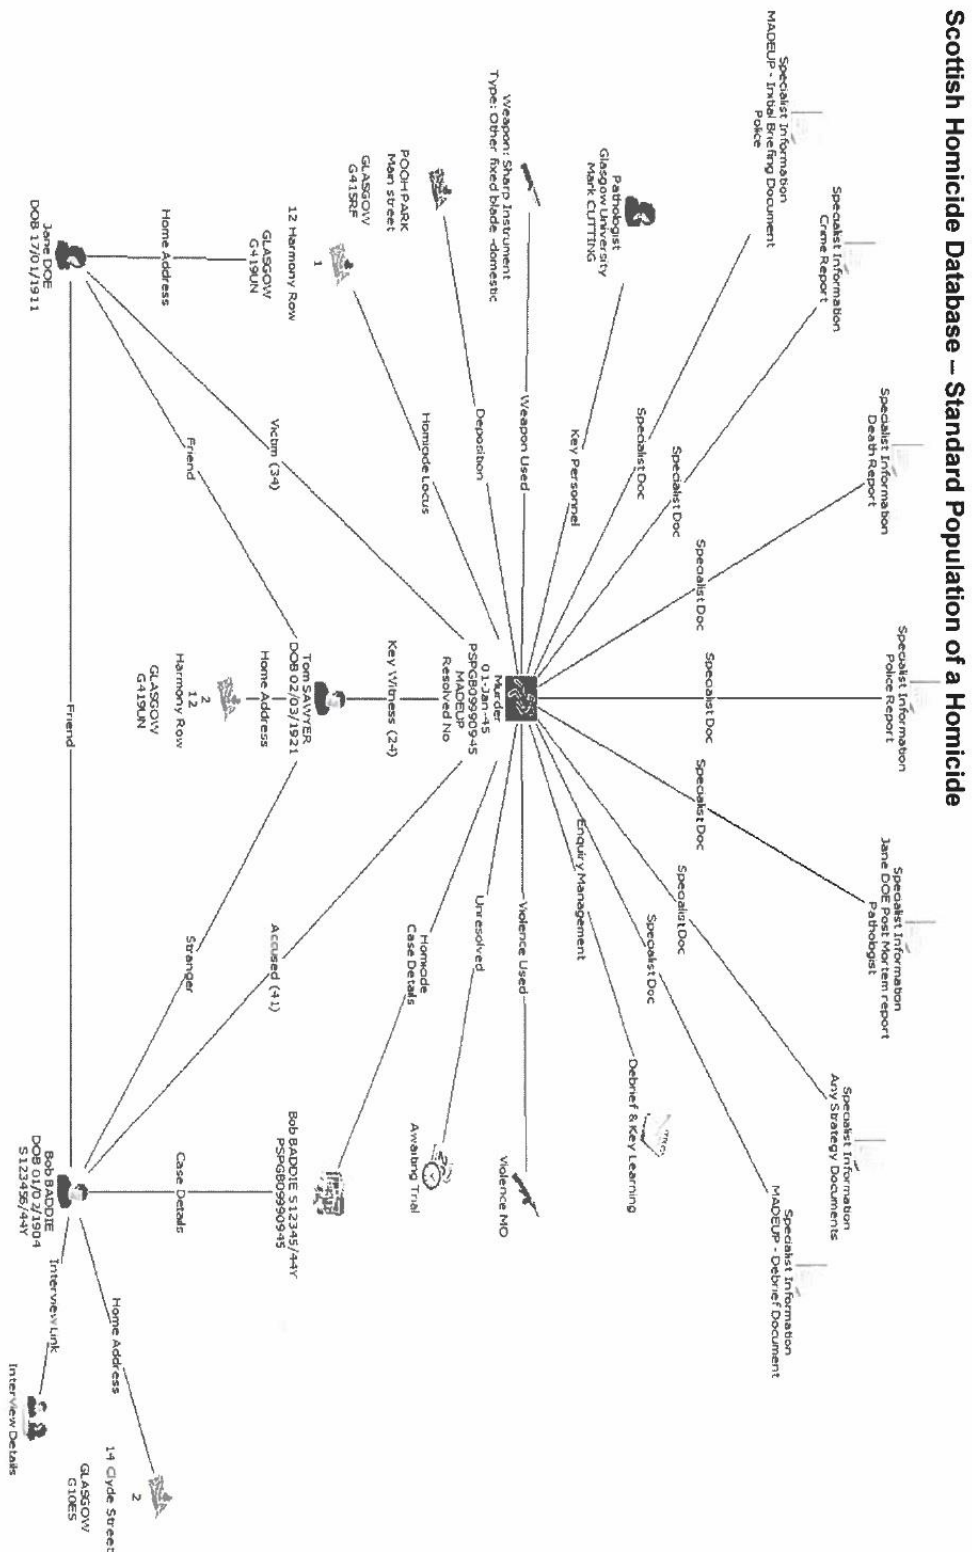 Scottish Homicide Database – Standard Population of a Homicide
Specialist Information
MADEUP - Initial Briefing Document
Police
Specialist Information
Crime Report
Specialist Information
Death Report
Specialist Information
Police Report
Specialist Information
Jane DOE Post Mortem report
Pathologist
Specialist Information
Any Strategy Documents
Specialist Information
MADEUP - Debrief Document
Specialist Doc
Specialist Doc
Specialist Doc
Specialist Doc
Specialist Doc
Specialist Doc
Specialist Doc
Pathologist
Glasgow University
Mark CUTTING
Key Personnel
Enquiry Management
Debrief & Key Learning
Weapon: Sharp Instrument
Type: Other fixed blade -domestic
Weapon Used
Violence Used
Violence MO
POOH PARK
Main street
GLASGOW
G415RF
Deposition
Murder
01-Jan-45
PSPGB09990945
MADEUP
Resolved No
Unresolved
Awaiting Trial
1
12 Harmony Row
GLASGOW
G419UN
Homicide Locus
Homicide
Case Details
Bob BADDIE S12345/44Y
PSPGB09990945
Key Witness (24)
Victim (34)
Accused (41)
Tom SAWYER
DOB 02/03/1921
Home Address
2
12
Harmony Row
GLASGOW
G419UN
Home Address
Friend
Stranger
Case Details
Jane DOE
DOB 17/01/1911
Friend
Bob BADDIE
DOB 01/02/1904
S123456/44Y
Home Address
2
14 Clyde Street
GLASGOW
G10ES
Interview Link
Interview Details